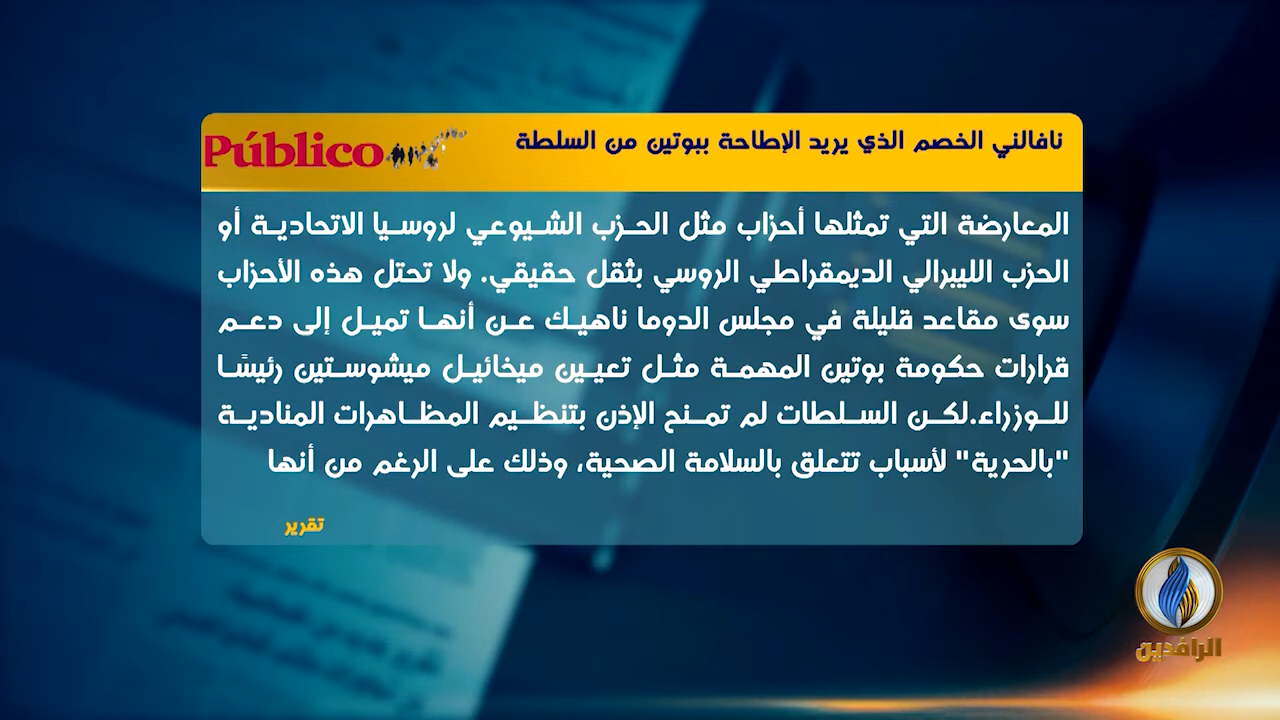 نافالني الخصم الذي يريد الإطاحة ببوتين من السلطة
Público
المعارضة التي تمثلها أحزاب مثل الحزب الشيوعي لروسيا الاتحادية أو
الحزب الليبرالي الديمقراطي الروسي بثقل حقيقي. ولا تحتل هذه الأحزاب
سوى مقاعد قليلة في مجلس الدوما ناهيك عن أنها تميل إلى دعم
قرارات حكومة بوتين المهمة مثل تعيين ميخائيل ميشوستين رئيسًا
للوزراء.لكن السلطات لم تمنح الإذن بتنظيم المظاهرات المنادية
"بالحرية" لأسباب تتعلق بالسلامة الصحية، وذلك على الرغم من أنها
تقرير
الرافدين